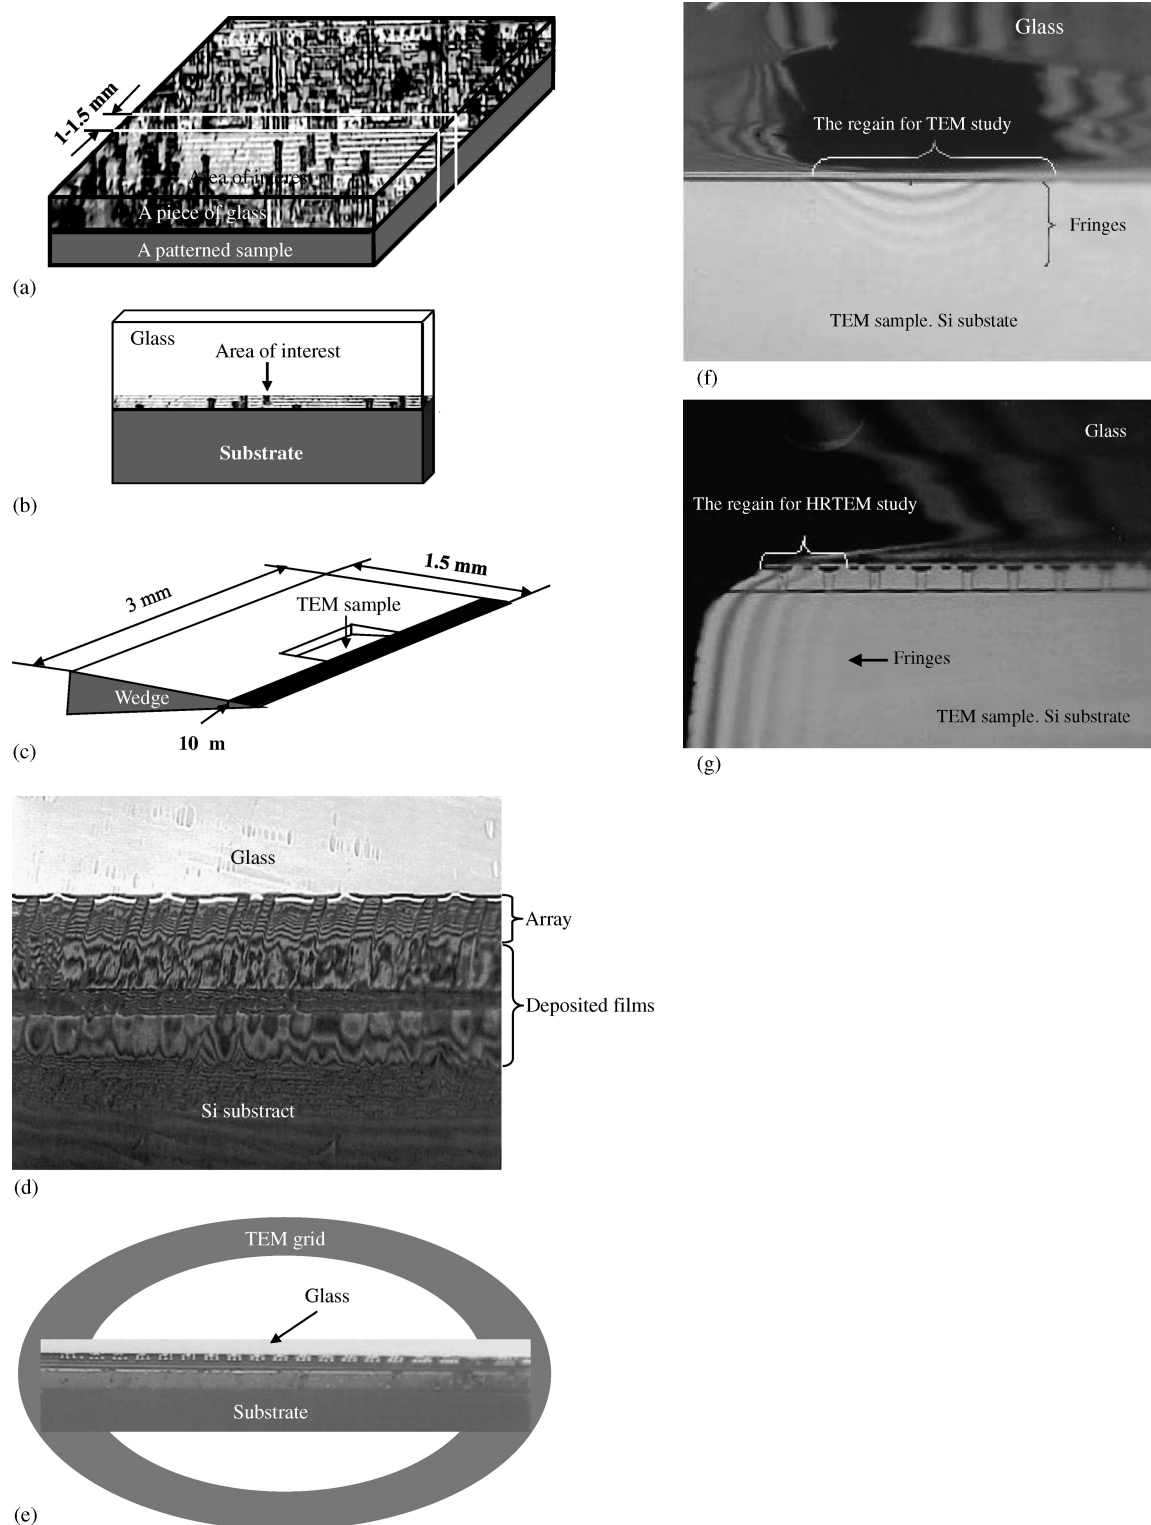 1-1.5 mm
Area of interest
A piece of glass
A patterned sample
(a)
Glass
Area of interest
Substrate
(b)
3 mm
1.5 mm
TEM sample
Wedge
10 m
(c)
Glass
Array
Deposited films
Si substract
(d)
TEM grid
Glass
Substrate
(e)
Glass
The regain for TEM study
Fringes
TEM sample. Si substate
(f)
Glass
The regain for HRTEM study
Fringes
TEM sample. Si substrate
(g)